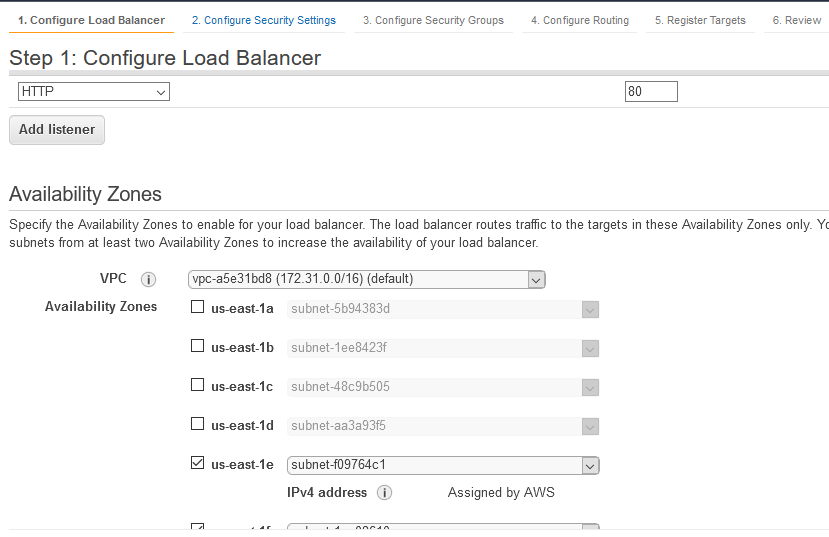 1. Configure Load Balancer 2. Configure Security Settings 3. Configure Security Groups 4. Configure Routing 5. Register Targets 6. Review
Step 1: Configure Load Balancer
HTTP 80
Add listener
Availability Zones
Specify the Availability Zones to enable for your load balancer. The load balancer routes traffic to the targets in these Availability Zones only.
subnets from at least two Availability Zones to increase the availability of your load balancer.
VPC i vpc-a5e31bd8 (172.31.0.0/16) (default)
Availability Zones us-east-1a subnet-5b94383d
us-east-1b subnet-1ee8423f
us-east-1c subnet-48c9b505
us-east-1d subnet-aa3a93f5
us-east-1e subnet-f09764c1
IPv4 address i Assigned by AWS